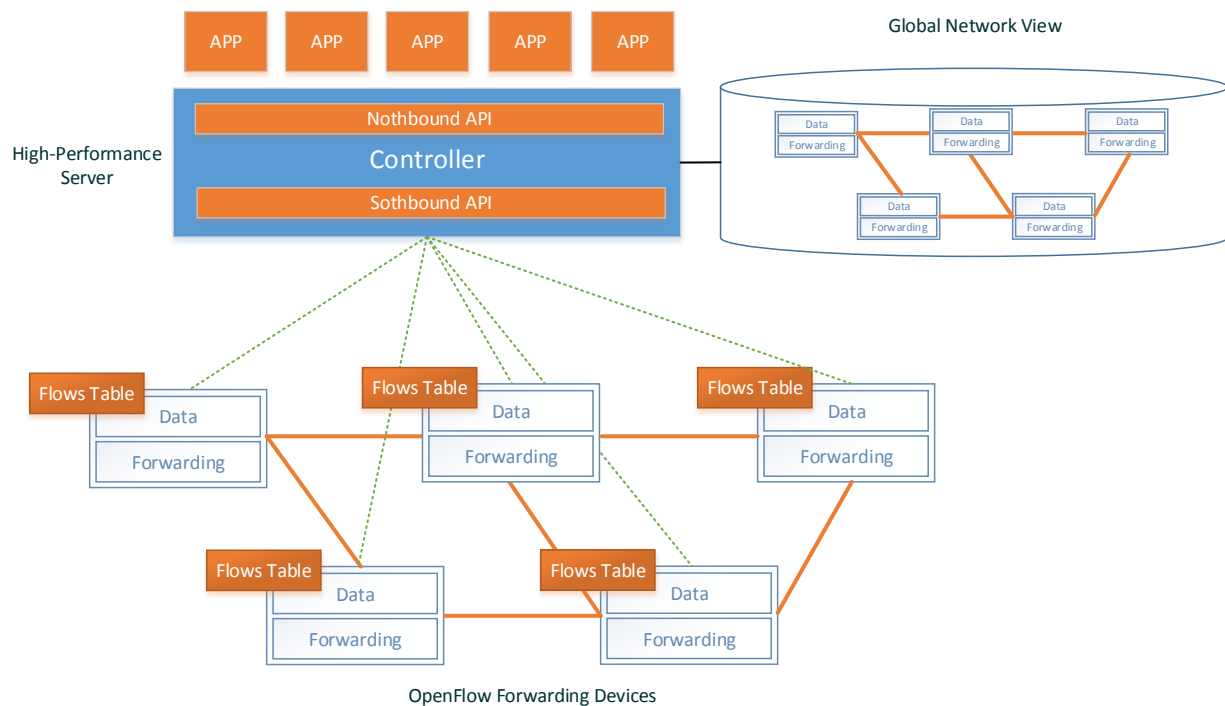 APP
APP
APP
APP
APP
Global Network View
High-Performance
Server
Nothbound API
Controller
Sothbound API
Data
Forwarding
Data
Forwarding
Data
Forwarding
Data
Forwarding
Data
Forwarding
Flows Table
Data
Forwarding
Flows Table
Data
Forwarding
Flows Table
Data
Forwarding
Flows Table
Data
Forwarding
Flows Table
Data
Forwarding
OpenFlow Forwarding Devices